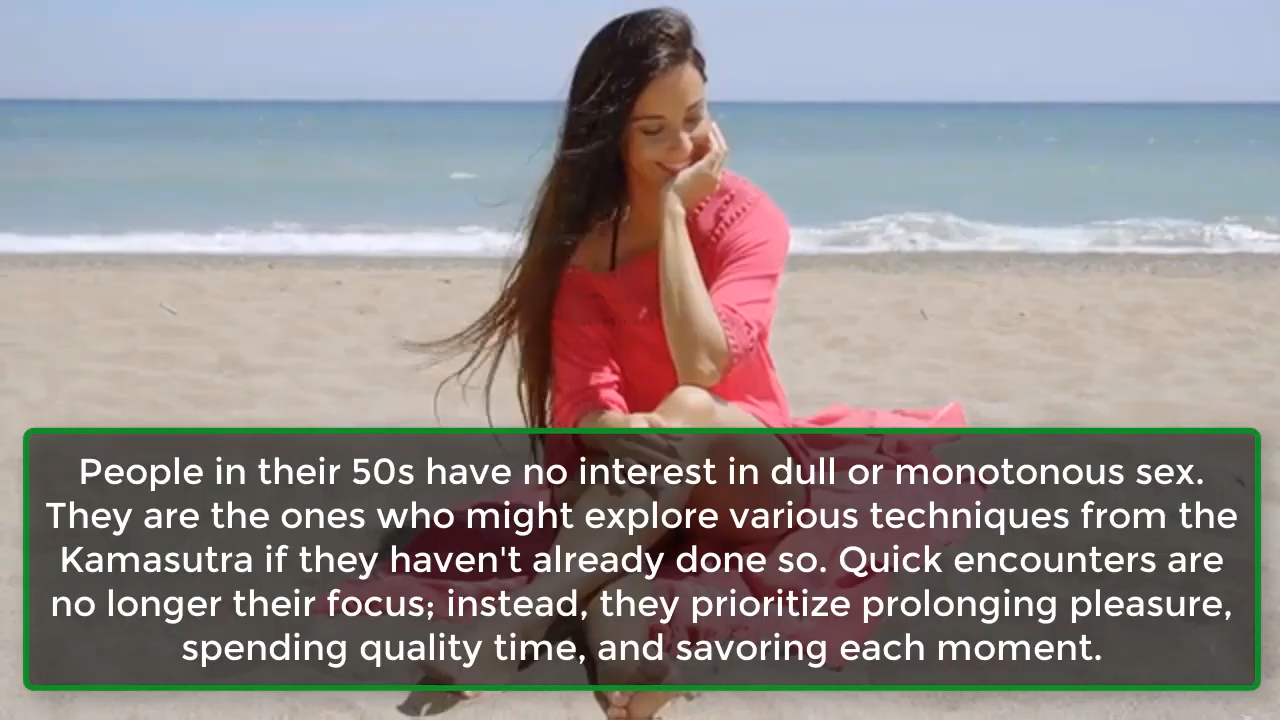 People in their 50s have no interest in dull or monotonous sex.
They are the ones who might explore various techniques from the
Kamasutra if they haven't already done so. Quick encounters are
no longer their focus; instead, they prioritize prolonging pleasure,
spending quality time, and savoring each moment.